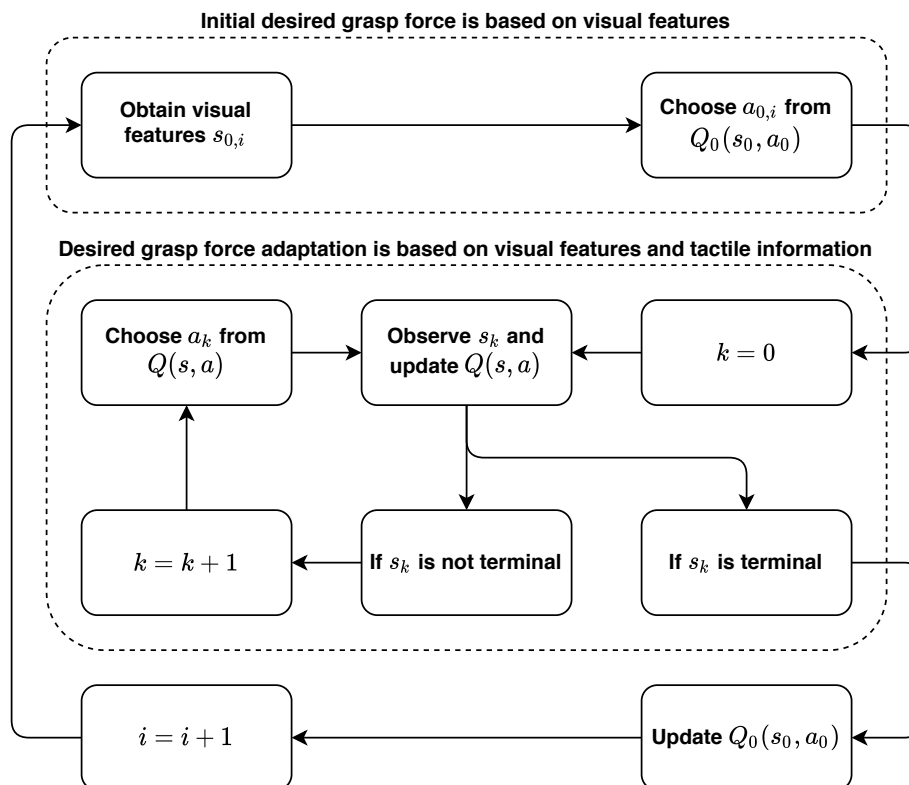 Initial desired grasp force is based on visual features
Obtain visual
features $s_{0,i}$
Choose $a_{0,i}$ from
$Q_0(s_0, a_0)$
Desired grasp force adaptation is based on visual features and tactile information
Choose $a_k$ from
$Q(s, a)$
Observe $s_k$ and
update $Q(s, a)$
$k = 0$
$k = k + 1$
If $s_k$ is not terminal
If $s_k$ is terminal
$i = i + 1$
Update $Q_0(s_0, a_0)$